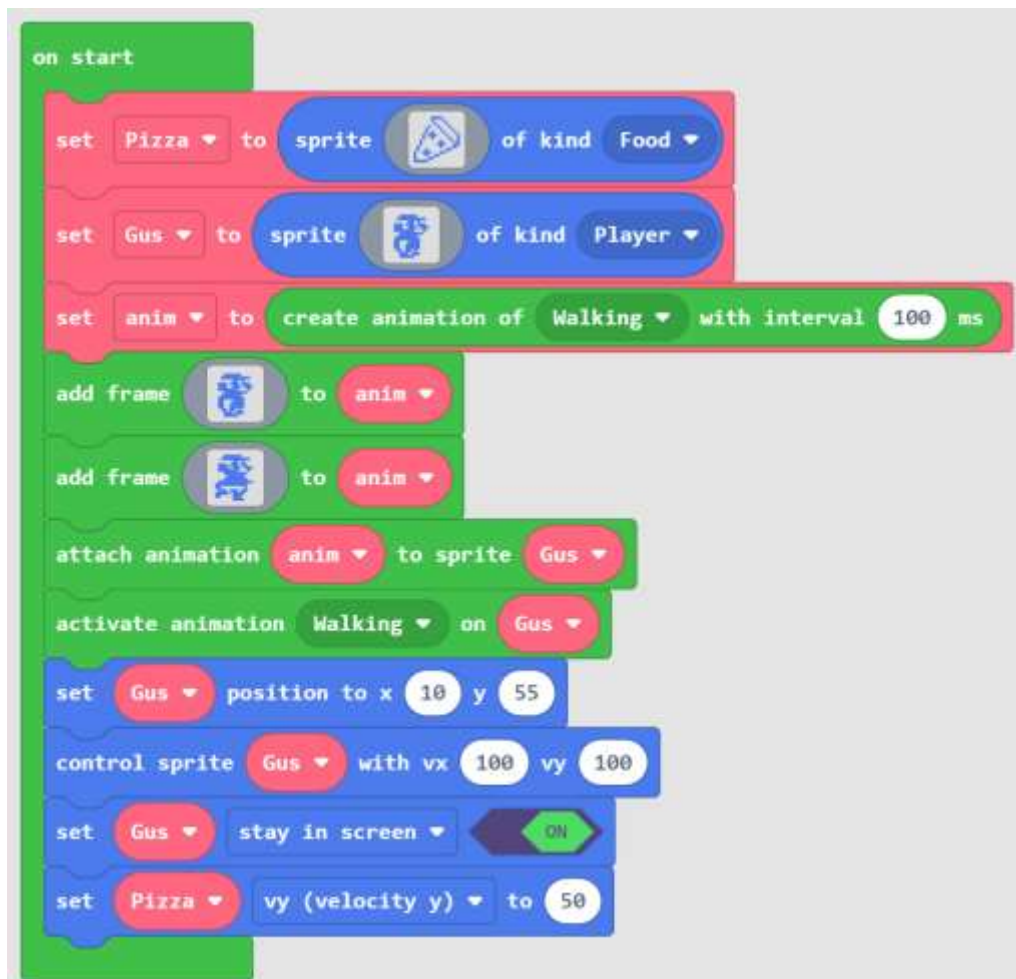 on start
set Pizza to sprite of kind Food
set Gus to sprite of kind Player
set anim to create animation of Walking with interval 100 ms
add frame to anim
add frame to anim
attach animation anim to sprite Gus
activate animation Walking on Gus
set Gus position to x 10 y 55
control sprite Gus with vx 100 vy 100
set Gus stay in screen ON
set Pizza vy (velocity y) to 50